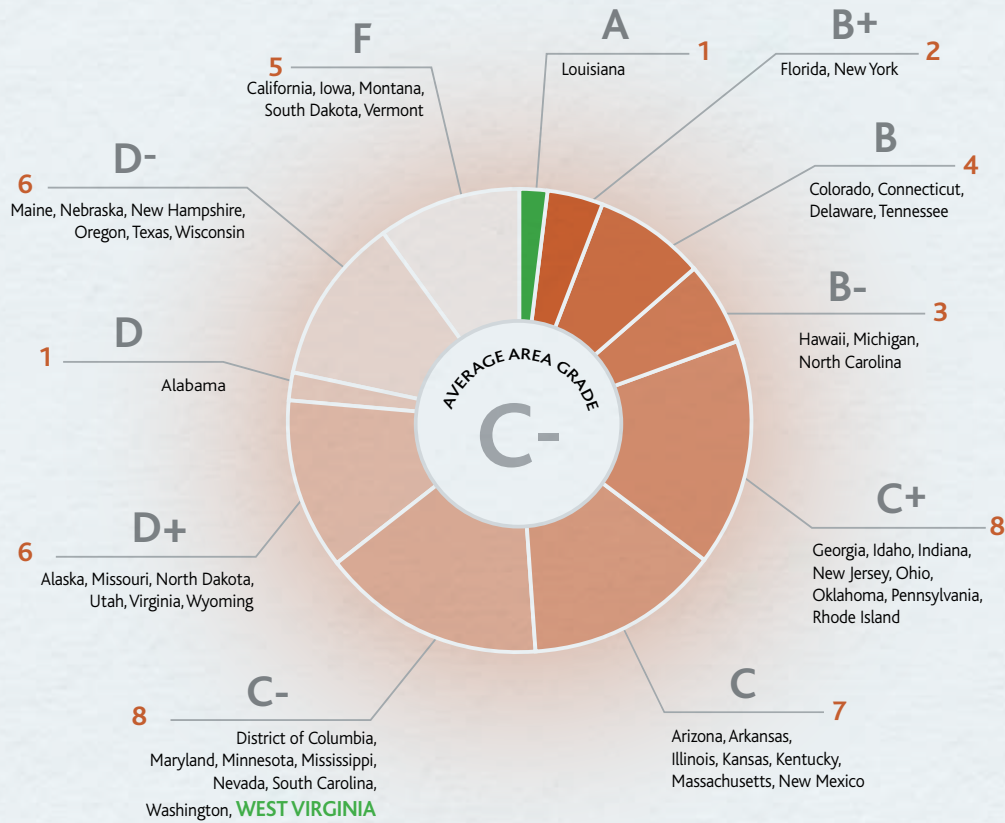 A
1
Louisiana
B+
2
Florida, New York
B
4
Colorado, Connecticut,
Delaware, Tennessee
B-
3
Hawaii, Michigan,
North Carolina
C+
8
Georgia, Idaho, Indiana,
New Jersey, Ohio,
Oklahoma, Pennsylvania,
Rhode Island
C
7
Arizona, Arkansas,
Illinois, Kansas, Kentucky,
Massachusetts, New Mexico
C-
8
District of Columbia,
Maryland, Minnesota, Mississippi,
Nevada, South Carolina,
Washington, WEST VIRGINIA
D+
6
Alaska, Missouri, North Dakota,
Utah, Virginia, Wyoming
D
1
Alabama
D-
6
Maine, Nebraska, New Hampshire,
Oregon, Texas, Wisconsin
F
5
California, Iowa, Montana,
South Dakota, Vermont
AVERAGE AREA GRADE
C-